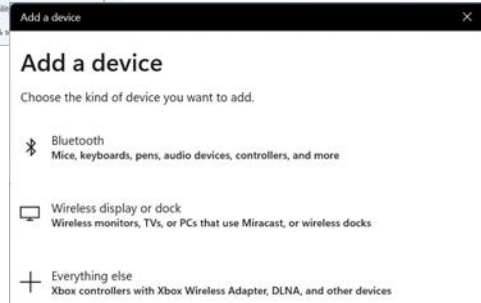 Add a device
Add a device
Choose the kind of device you want to add.
Bluetooth
Mice, keyboards, pens, audio devices, controllers, and more
Wireless display or dock
Wireless monitors, TVs, or PCs that use Miracast, or wireless docks
Everything else
Xbox controllers with Xbox Wireless Adapter, DLNA, and other devices